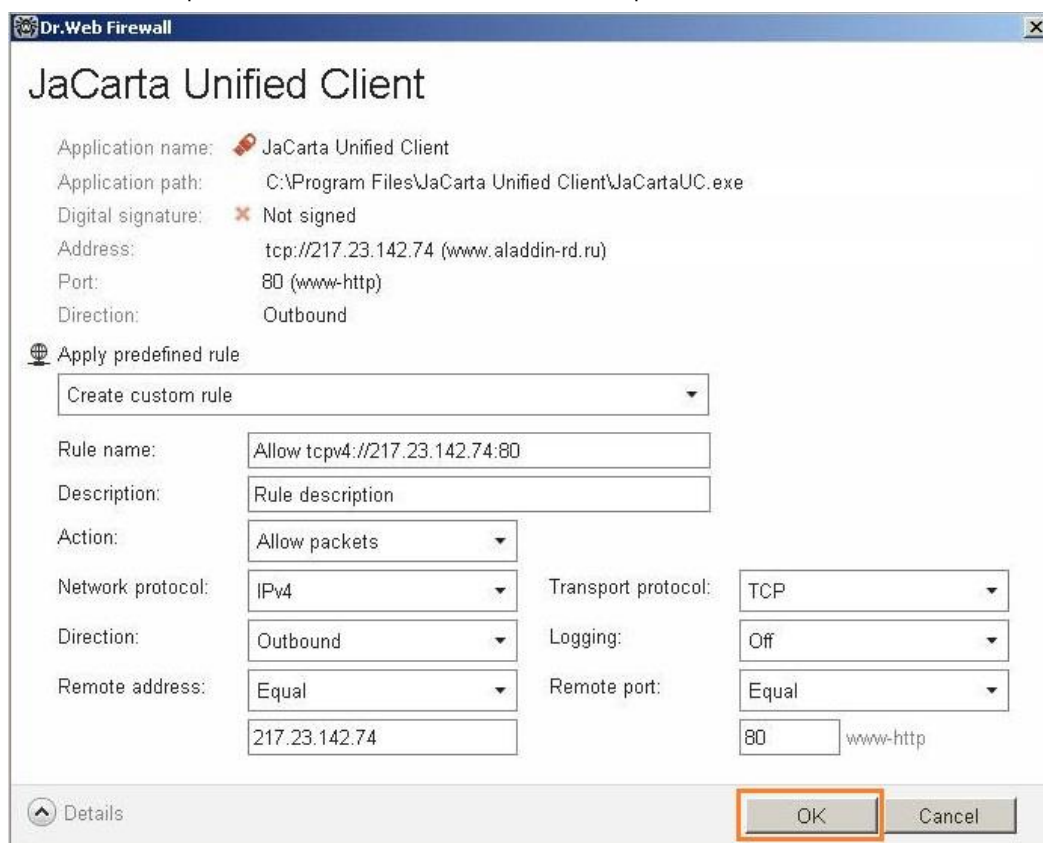 Dr.Web Firewall
JaCarta Unified Client
Application name: JaCarta Unified Client
Application path: C:\Program Files\JaCarta Unified Client\JaCartaUC.exe
Digital signature: Not signed
Address: tcp://217.23.142.74 (www.aladdin-rd.ru)
Port: 80 (www-http)
Direction: Outbound
Apply predefined rule
Create custom rule
Rule name: Allow tcpv4://217.23.142.74:80
Description: Rule description
Action: Allow packets
Network protocol: IPv4 Transport protocol: TCP
Direction: Outbound Logging: Off
Remote address: Equal Remote port: Equal
217.23.142.74 80 www-http
Details OK Cancel